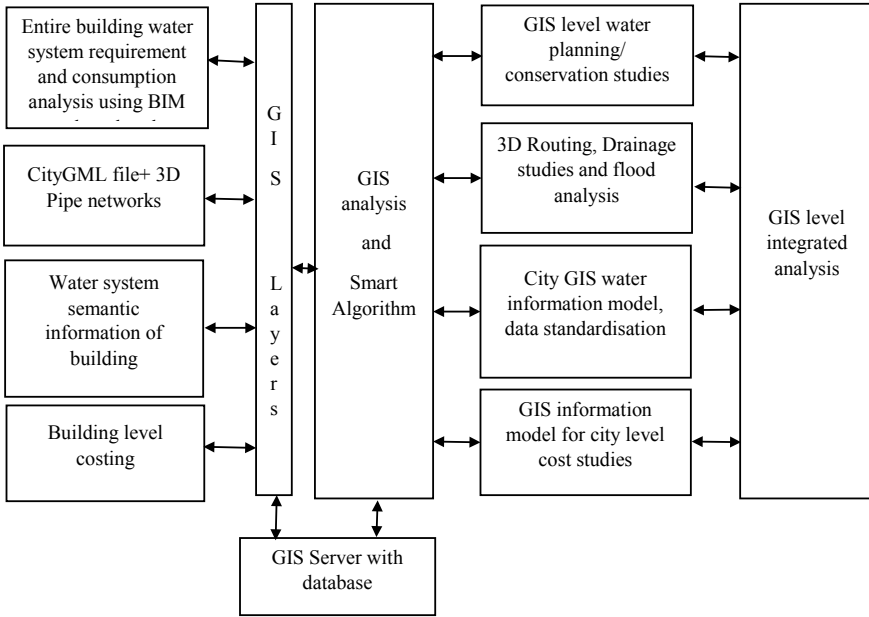 Entire building water
system requirement
and consumption
analysis using BIM
CityGML file+ 3D
Pipe networks
Water system
semantic
information of
building
Building level
costing
G
I
S
L
a
y
e
r
s
GIS
analysis
and
Smart
Algorithm
GIS Server with
database
GIS level water
planning/
conservation studies
3D Routing, Drainage
studies and flood
analysis
City GIS water
information model,
data standardisation
GIS information
model for city level
cost studies
GIS level
integrated
analysis